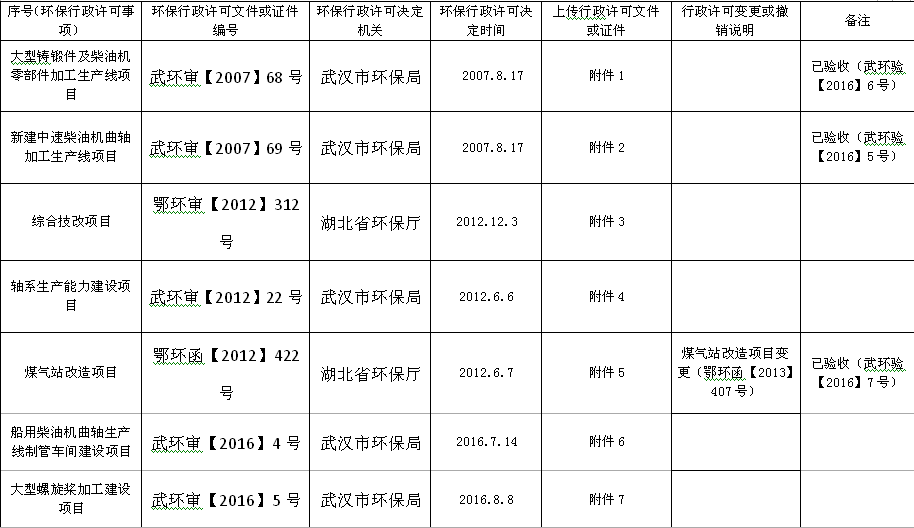 序号（环保行政许可事
项）
环保行政许可文件或证件
编号
环保行政许可决定
机关
环保行政许可决
定时间
上传行政许可文件
或证件
行政许可变更或撤
销说明
备注
大型铸锻件及柴油机
零部件加工生产线项
目
武环审【2007】68 号
武汉市环保局
2007.8.17
附件 1
已验收（武环验
【2016】6 号）
新建中速柴油机曲轴
加工生产线项目
武环审【2007】69 号
武汉市环保局
2007.8.17
附件 2
已验收（武环验
【2016】5 号）
综合技改项目
鄂环审【2012】312
号
湖北省环保厅
2012.12.3
附件 3
轴系生产能力建设项
目
武环审【2012】22 号
武汉市环保局
2012.6.6
附件 4
煤气站改造项目
鄂环函【2012】422
号
湖北省环保厅
2012.6.7
附件 5
煤气站改造项目变
更（鄂环函【2013】
407 号）
已验收（武环验
【2016】7 号）
船用柴油机曲轴生产
线制管车间建设项目
武环审【2016】4 号
武汉市环保局
2016.7.14
附件 6
大型螺旋桨加工建设
项目
武环审【2016】5 号
武汉市环保局
2016.8.8
附件 7